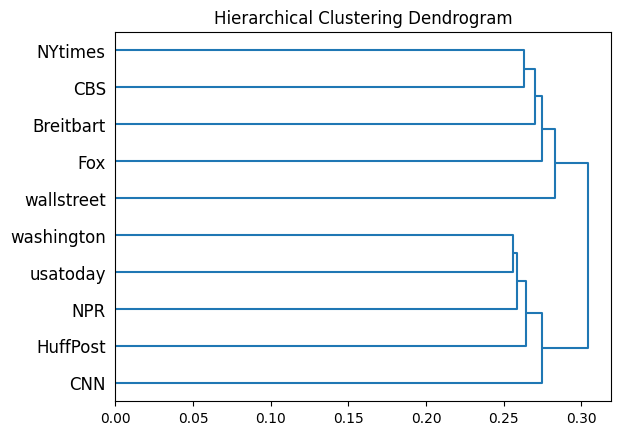 Hierarchical Clustering Dendrogram
NYtimes
CBS
Breitbart
Fox
wallstreet
washington
usatoday
NPR
HuffPost
CNN
0.00 0.05 0.10 0.15 0.20 0.25 0.30